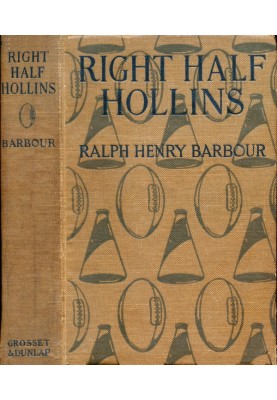 RIGHT
HALF
HOLLINS
BARBOUR
GROSSET
& DUNLAP
RIGHT HALF
HOLLINS
RALPH HENRY BARBOUR